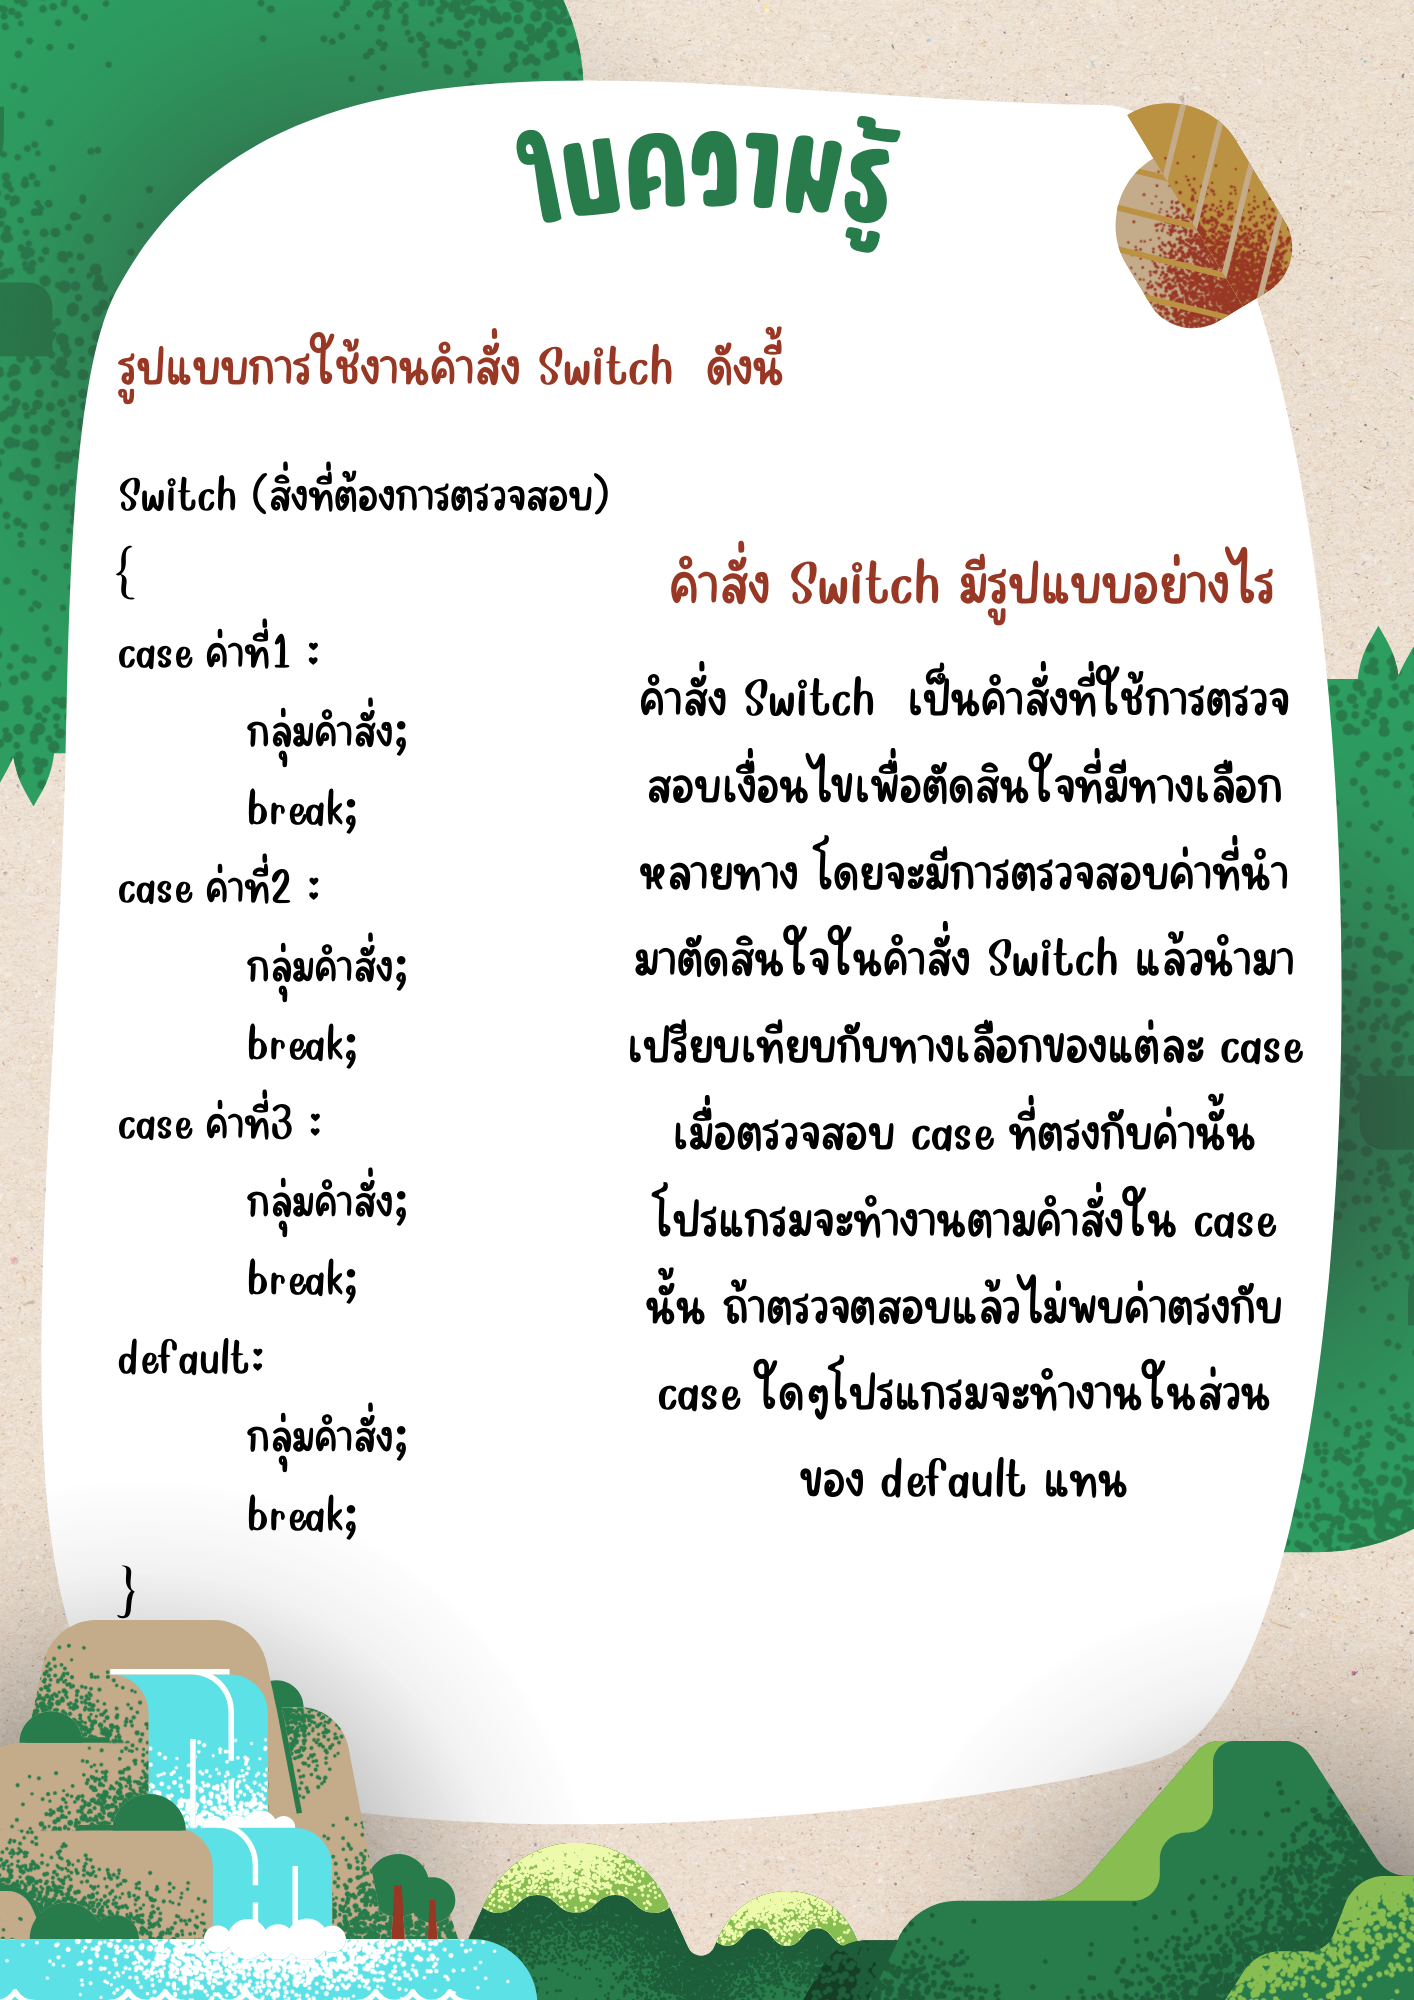 ใบความรู้
รูปแบบการใช้งานคำสั่ง Switch  ดังนี้
Switch (สิ่งที่ต้องการตรวจสอบ)
{
case ค่าที่1 :
กลุ่มคำสั่ง;
break;
case ค่าที่2 :
กลุ่มคำสั่ง;
break;
case ค่าที่3 :
กลุ่มคำสั่ง;
break;
default:
กลุ่มคำสั่ง;
break;
}
คำสั่ง Switch มีรูปแบบอย่างไร
คำสั่ง Switch  เป็นคำสั่งที่ใช้การตรวจ
สอบเงื่อนไขเพื่อตัดสินใจที่มีทางเลือก
หลายทาง โดยจะมีการตรวจสอบค่าที่นำ
มาตัดสินใจในคำสั่ง Switch แล้วนำมา
เปรียบเทียบกับทางเลือกของแต่ละ case
เมื่อตรวจสอบ case ที่ตรงกับค่านั้น
โปรแกรมจะทำงานตามคำสั่งใน case
นั้น ถ้าตรวจตสอบแล้วไม่พบค่าตรงกับ
case ใดๆโปรแกรมจะทำงานในส่วน
ของ default แทน